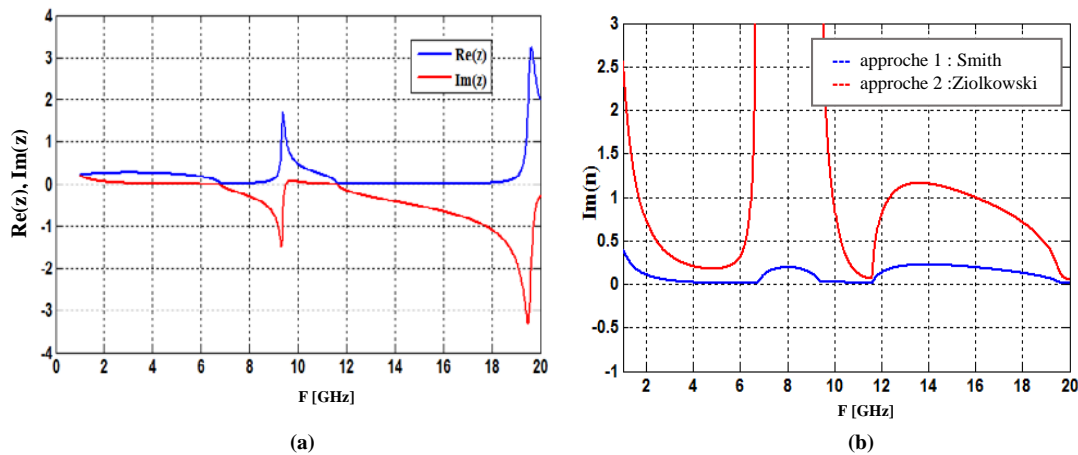 4
3
2
1
0
-1
-2
-3
-4
Re(z), Im(z)
Re(z)
Im(z)
0 2 4 6 8 10 12 14 16 18 20
F [GHz]
(a)
3
2.5
2
1.5
1
0.5
0
-0.5
-1
Im(n)
approche 1 : Smith
approche 2 :Ziolkowski
2 4 6 8 10 12 14 16 18 20
F [GHz]
(b)